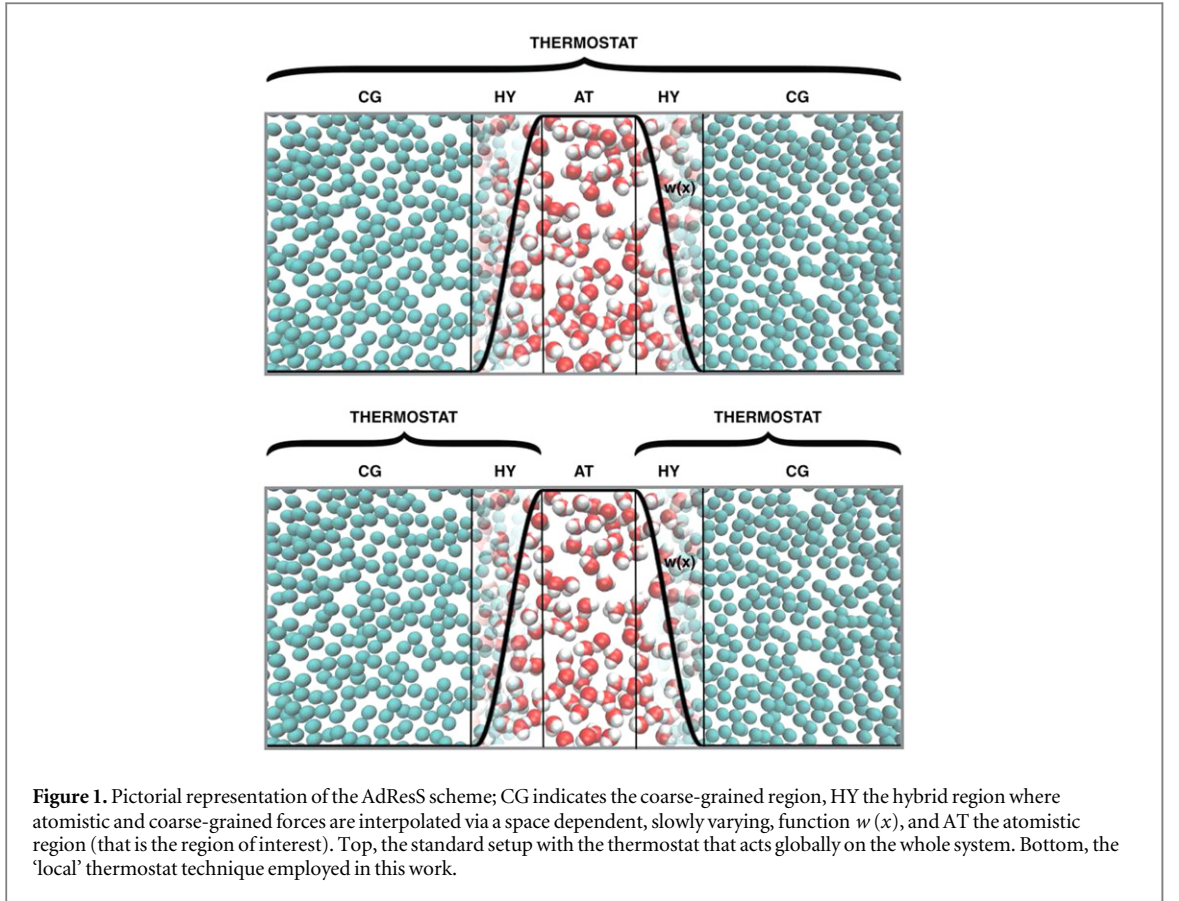 THERMOSTAT
CG HY AT HY CG
w(x)
THERMOSTAT THERMOSTAT
CG HY AT HY CG
w(x)
Figure 1. Pictorial representation of the AdResS scheme; CG indicates the coarse-grained region, HY the hybrid region where
atomistic and coarse-grained forces are interpolated via a space dependent, slowly varying, function w (x), and AT the atomistic
region (that is the region of interest). Top, the standard setup with the thermostat that acts globally on the whole system. Bottom, the
‘local’ thermostat technique employed in this work.